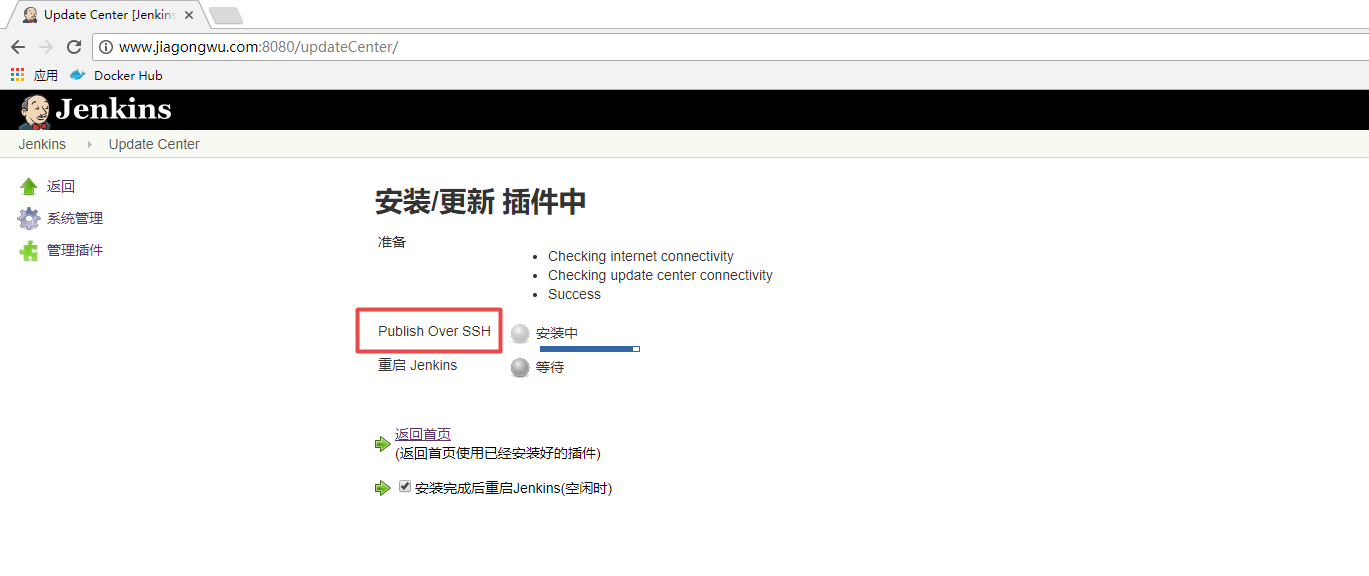 Update Center [Jenkins
www.jiagongwu.com:8080/updateCenter/
应用 Docker Hub
Jenkins
Jenkins Update Center
返回
系统管理
管理插件
安装/更新 插件中
准备
Checking internet connectivity
Checking update center connectivity
Success
Publish Over SSH 安装中
重启 Jenkins 等待
返回首页
(返回首页使用已经安装好的插件)
安装完成后重启Jenkins(空闲时)